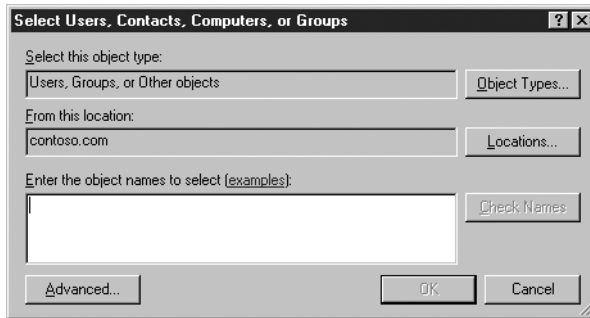 Select Users, Contacts, Computers, or Groups
Select this object type:
Users, Groups, or Other objects
Object Types...
From this location:
contoso.com
Locations...
Enter the object names to select (examples):
Check Names
Advanced...
OK
Cancel